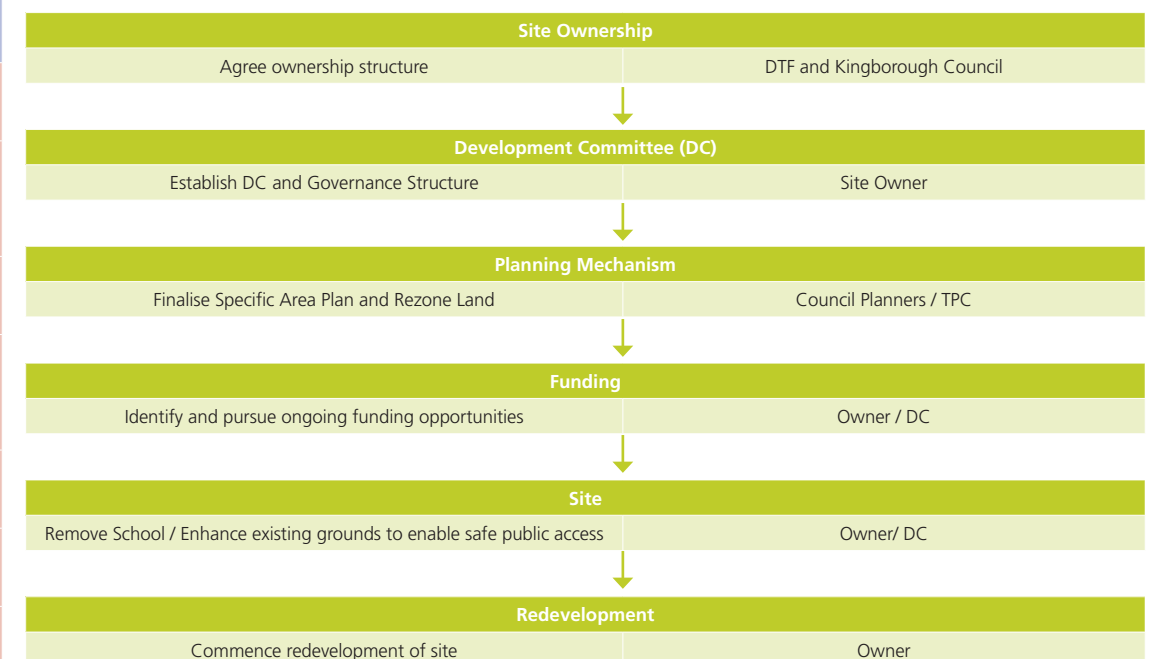 Site Ownership
Agree ownership structure DTF and Kingborough Council
Development Committee (DC)
Establish DC and Governance Structure Site Owner
Planning Mechanism
Finalise Specific Area Plan and Rezone Land Council Planners / TPC
Funding
Identify and pursue ongoing funding opportunities Owner / DC
Site
Remove School / Enhance existing grounds to enable safe public access Owner/ DC
Redevelopment
Commence redevelopment of site Owner